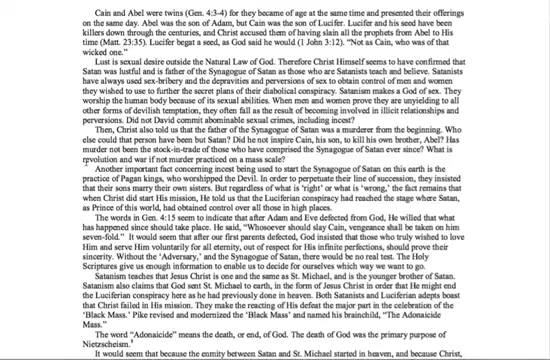 Cain and Abel were twins (Gen. 4:3-4) for they became of age at the same time and presented their offerings
on the same day. Abel was the son of Adam, but Cain was the son of Lucifer. Lucifer and his seed have been
killers down through the centuries, and Christ accused them of having slain all the prophets from Abel to His
time (Matt. 23:35). Lucifer begat a seed, as God said he would (1 John 3:12). “Not as Cain, who was of that
wicked one.”
Lust is sexual desire outside the Natural Law of God. Therefore Christ Himself seems to have confirmed that
Satan was lustful and is father of the Synagogue of Satan as those who are Satanists teach and believe. Satanists
have always used sex-bribery and the depravities and perversions of sex to obtain control of men and women
they wished to use to further the secret plans of their diabolical conspiracy. Satanism makes a God of sex. They
worship the human body because of its sexual abilities. When men and women prove they are unyielding to all
other forms of devilish temptation, they often fall as the result of becoming involved in illicit relationships and
perversions. Did not David commit abominable sexual crimes, including incest?
Then, Christ also told us that the father of the Synagogue of Satan was a murderer from the beginning. Who
else could that person have been but Satan? Did he not inspire Cain, his son, to kill his own brother, Abel? Has
murder not been the stock-in-trade of those who have comprised the Synagogue of Satan ever since? What is
revolution and war if not murder practiced on a mass scale?
Another important fact concerning incest being used to start the Synagogue of Satan on this earth is the
practice of Pagan kings, who worshipped the Devil. In order to perpetuate their line of succession, they insisted
that their sons marry their own sisters. But regardless of what is ‘right’ or what is ‘wrong,’ the fact remains that
when Christ did start His mission, He told us that the Luciferian conspiracy had reached the stage where Satan,
as Prince of this world, had obtained control over all those in high places.
The words in Gen. 4:15 seem to indicate that after Adam and Eve defected from God, He willed that what
has happened since should take place. He said, “Whosoever should slay Cain, vengeance shall be taken on him
seven-fold.” It would seem that after our first parents defected, God insisted that those who truly wished to love
Him and serve Him voluntarily for all eternity, out of respect for His infinite perfections, should prove their
sincerity. Without the ‘Adversary,’ and the Synagogue of Satan, there would be no real test. The Holy
Scriptures give us enough information to enable us to decide for ourselves which way we want to go.
Satanism teaches that Jesus Christ is one and the same as St. Michael, and is the younger brother of Satan.
Satanism also claims that God sent St. Michael to earth, in the form of Jesus Christ in order that He might end
the Luciferian conspiracy here as he had previously done in heaven. Both Satanists and Luciferian adepts boast
that Christ failed in His mission. They make the reacting of His defeat the major part in the celebration of the
‘Black Mass.’ Pike revised and modernized the ‘Black Mass’ and named his brainchild, “The Adonaicide
Mass.”
The word “Adonaicide” means the death, or end, of God. The death of God was the primary purpose of
Nietzscheism.
It would seem that because the enmity between Satan and St. Michael started in heaven, and because Christ,